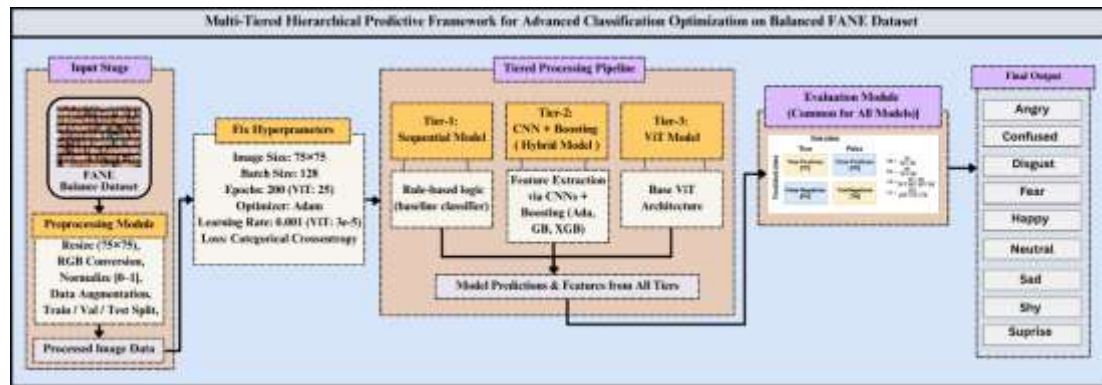 Multi-Tiered Hierarchical Predictive Framework for Advanced Classification Optimization on Balanced FANE Dataset
Input Stage
FANE
Balance Dataset
Preprocessing Module
Resize (75×75),
RGB Conversion,
Normalize [0–1],
Data Augmentation,
Train / Val / Test Split,
Processed Image Data
Fix Hyperprameters
Image Size: 75×75
Batch Size: 128
Epochs: 200 (ViT: 25)
Optimizer: Adam
Learning Rate: 0.001 (ViT: 3e-5)
Loss: Categorical Crossentropy
Tiered Processing Pipeline
Tier-1:
Sequential Model
Rule-based logic
(baseline classifier)
Tier-2:
CNN + Boosting
( Hybrid Model )
Feature Extraction
via CNNs +
Boosting (Ada,
GB, XGB)
Tier-3:
ViT Model
Base ViT
Architecture
Model Predictions & Features from All Tiers
Evaluation Module
(Common for All Models)]
Final Output
Angry
Confused
Disgust
Fear
Happy
Neutral
Sad
Shy
Suprise